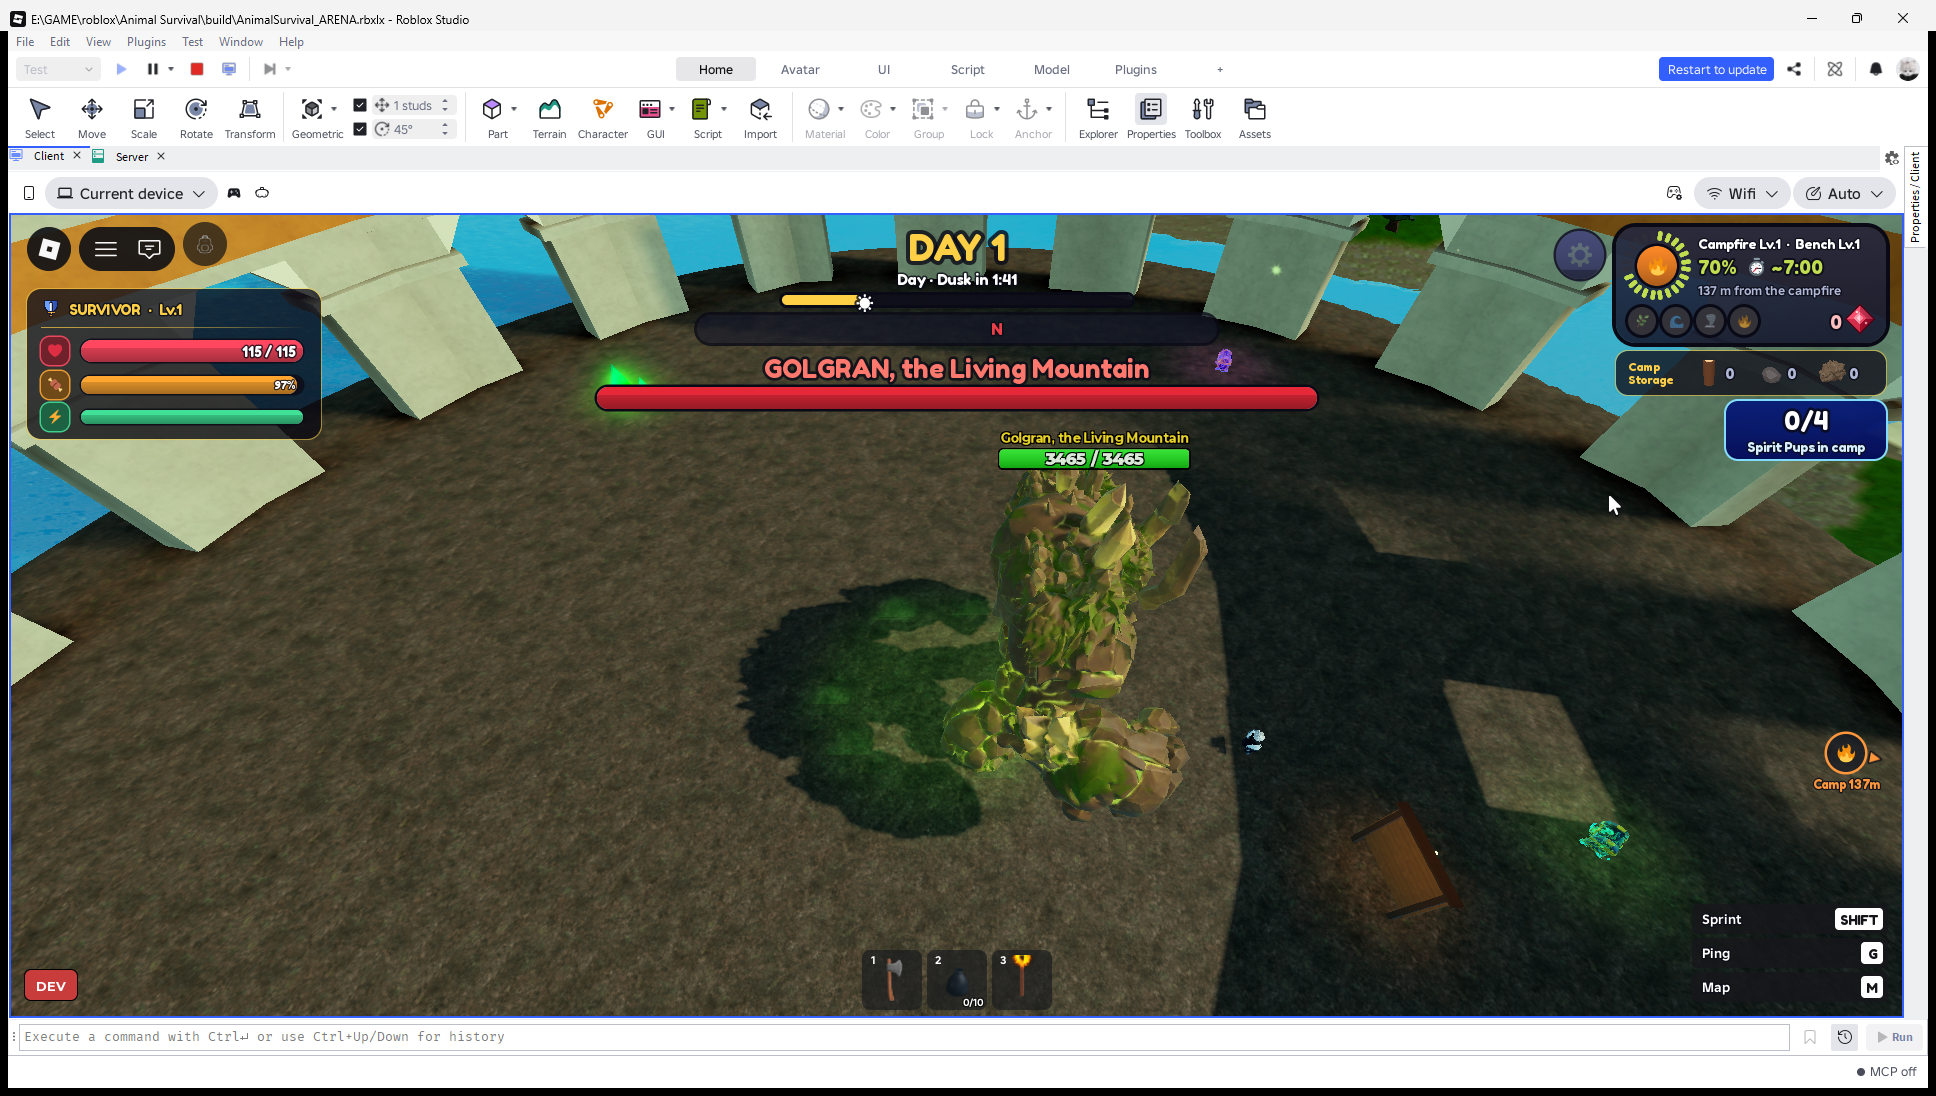 E:\GAME\roblox\Animal Survival\build\AnimalSurvival_ARENA.rbxlx - Roblox Studio
File Edit View Plugins Test Window Help
Test
Home Avatar UI Script Model Plugins +
Restart to update
Select Move Scale Rotate Transform Geometric
1 studs
45°
Part Terrain Character GUI Script Import
Material Color Group Lock Anchor
Explorer Properties Toolbox Assets
Client Server
Properties / Client
Current device
Wifi Auto
DAY 1
Day · Dusk in 1:41
N
GOLGRAN, the Living Mountain
Golgran, the Living Mountain
3465 / 3465
SURVIVOR · Lv.1
115 / 115
97%
Campfire Lv.1 · Bench Lv.1
70% ~7:00
137 m from the campfire
0
Camp Storage 0 0 0
0/4
Spirit Pups in camp
Camp 137m
Sprint SHIFT
Ping G
Map M
DEV
1 2 3
0/10
Execute a command with Ctrl↵ or use Ctrl+Up/Down for history
Run
MCP off